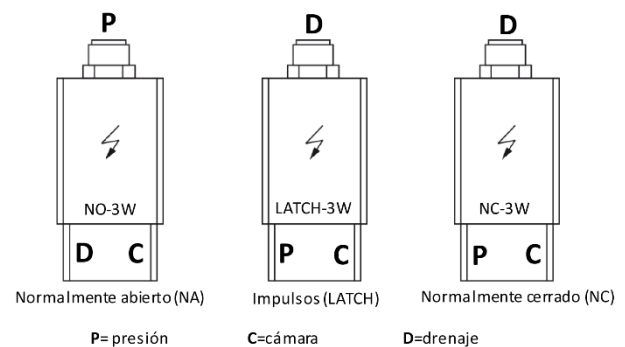 P D D
NO-3W LATCH-3W NC-3W
D C P C P C
Normalmente abierto (NA) Impulsos (LATCH) Normalmente cerrado (NC)
P= presión C=cámara D=drenaje